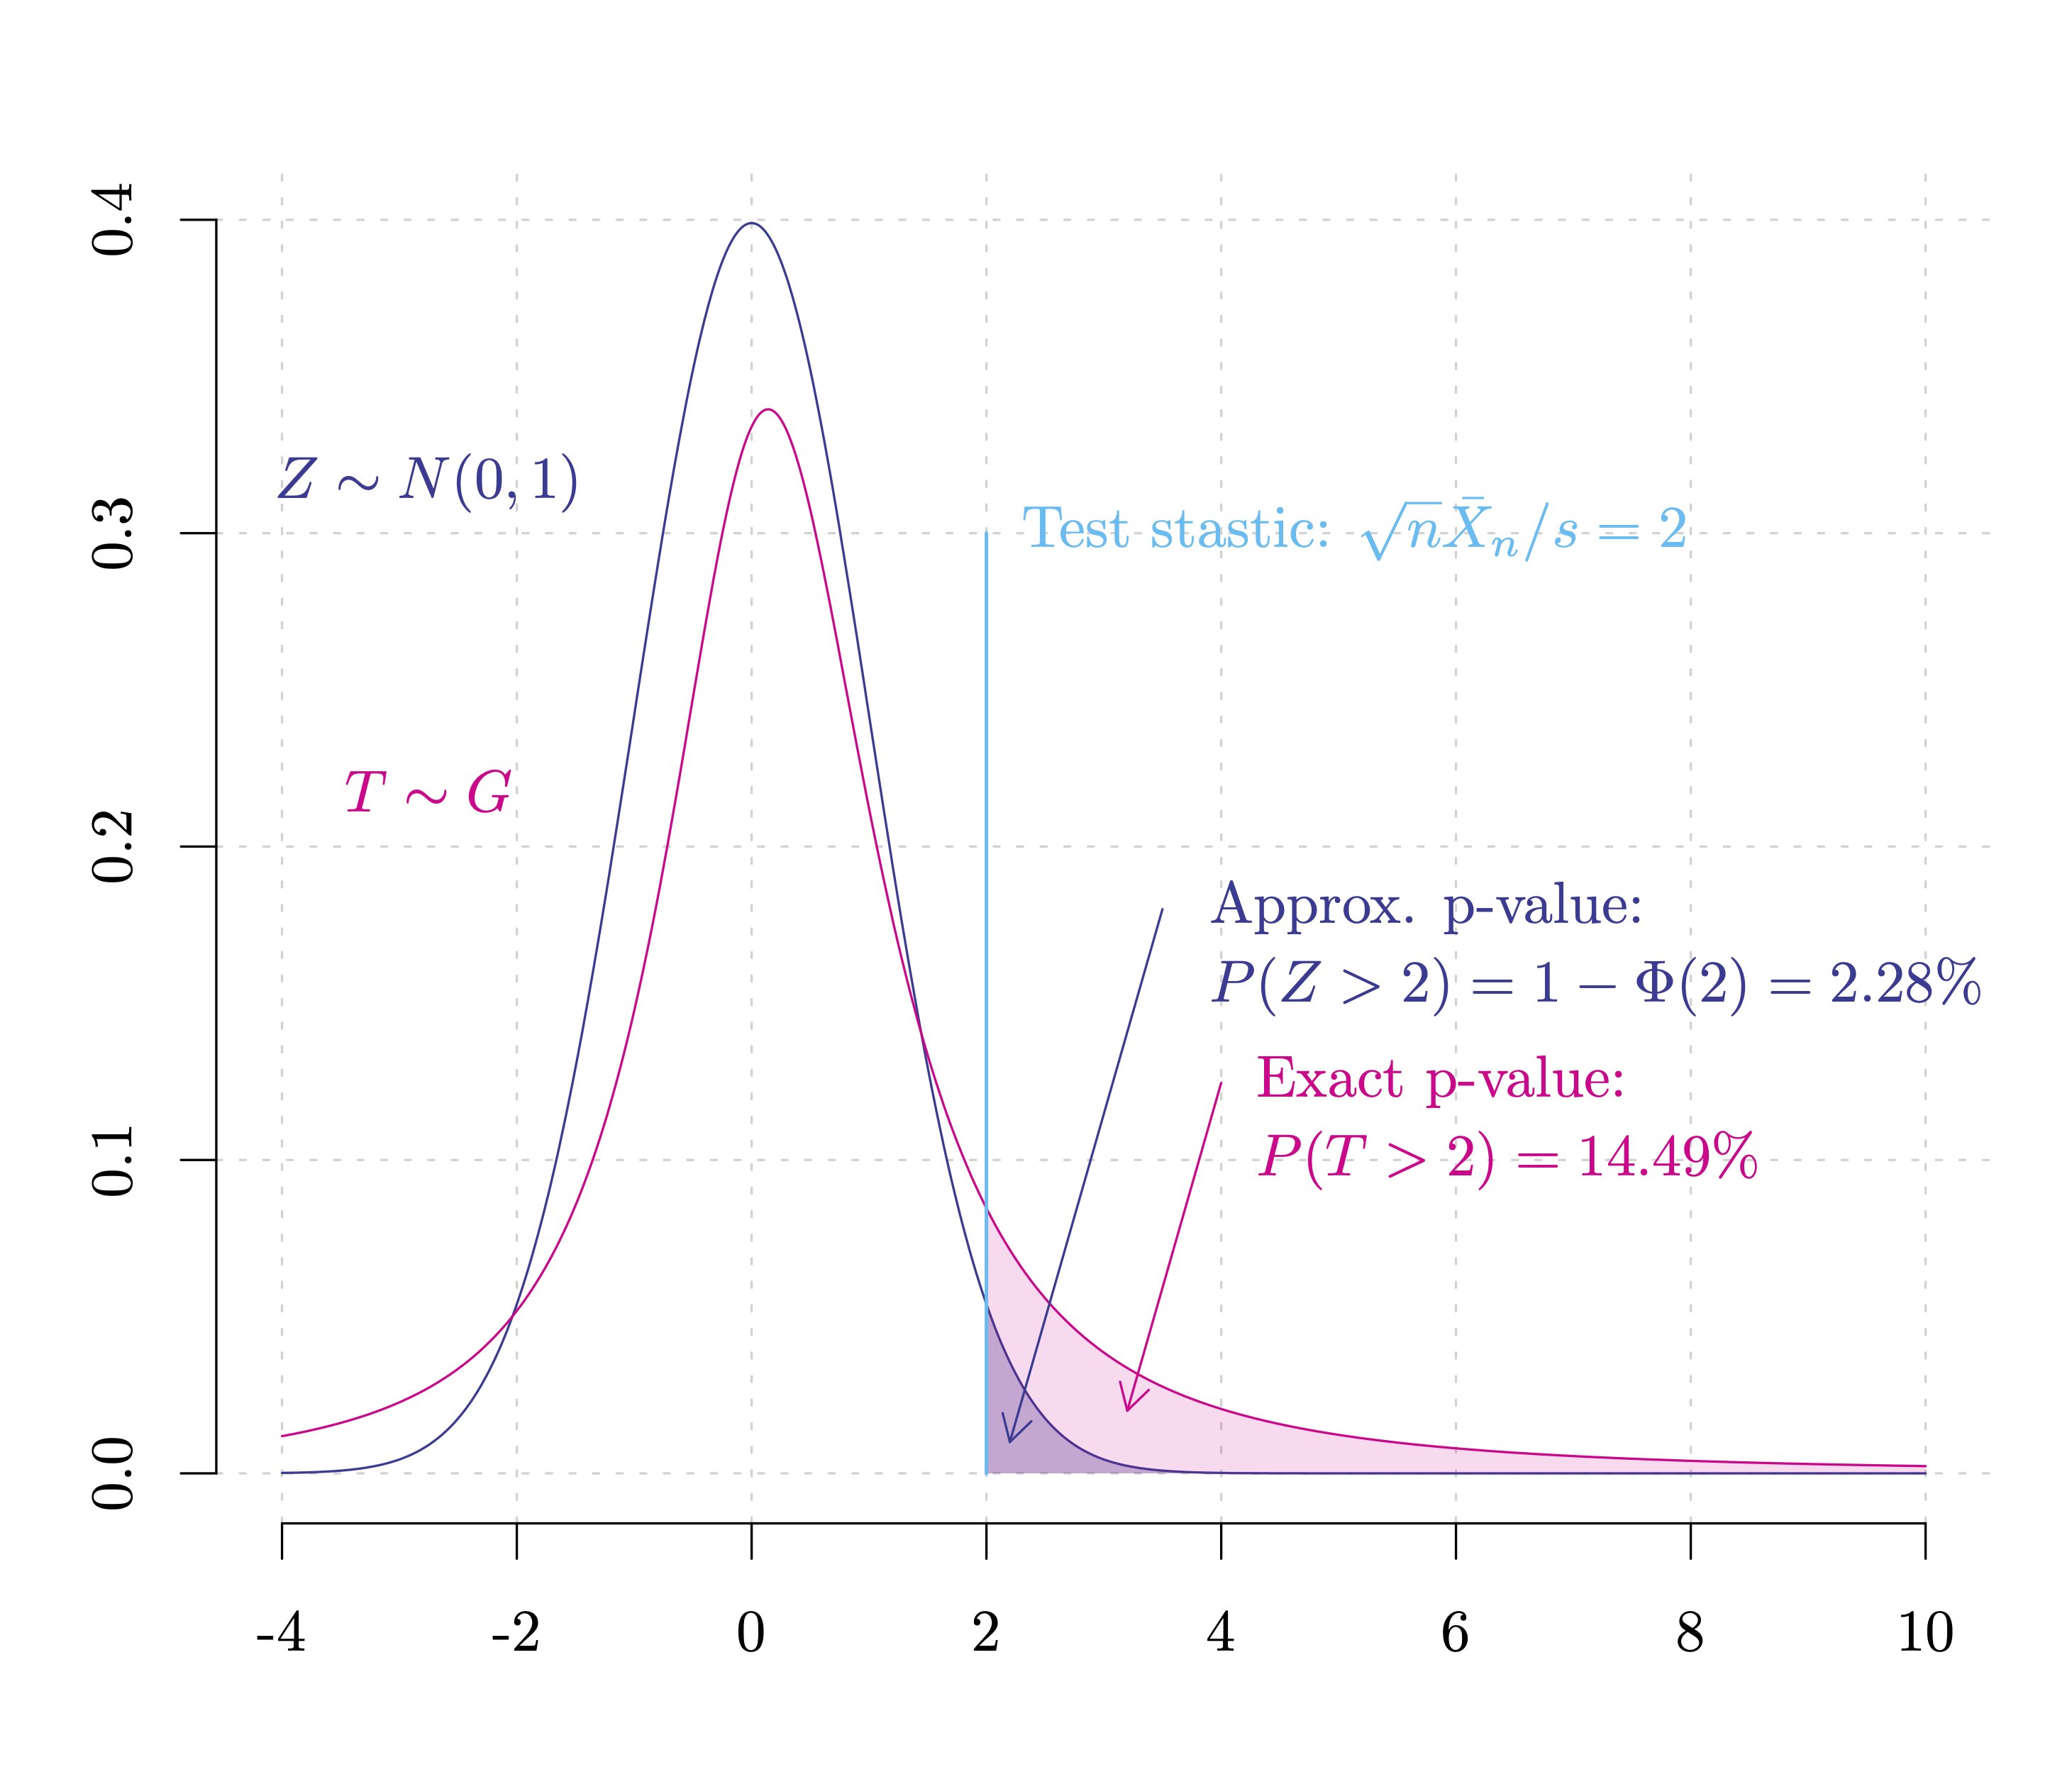 0.4
0.3
0.2
0.1
0.0
Z ∼ N(0, 1)
T ∼ G
Test stastistic: √n X̄ₙ/s = 2
Approx. p-value:
P(Z > 2) = 1 − Φ(2) = 2.28%
Exact p-value:
P(T > 2) = 14.49%
-4 -2 0 2 4 6 8 10